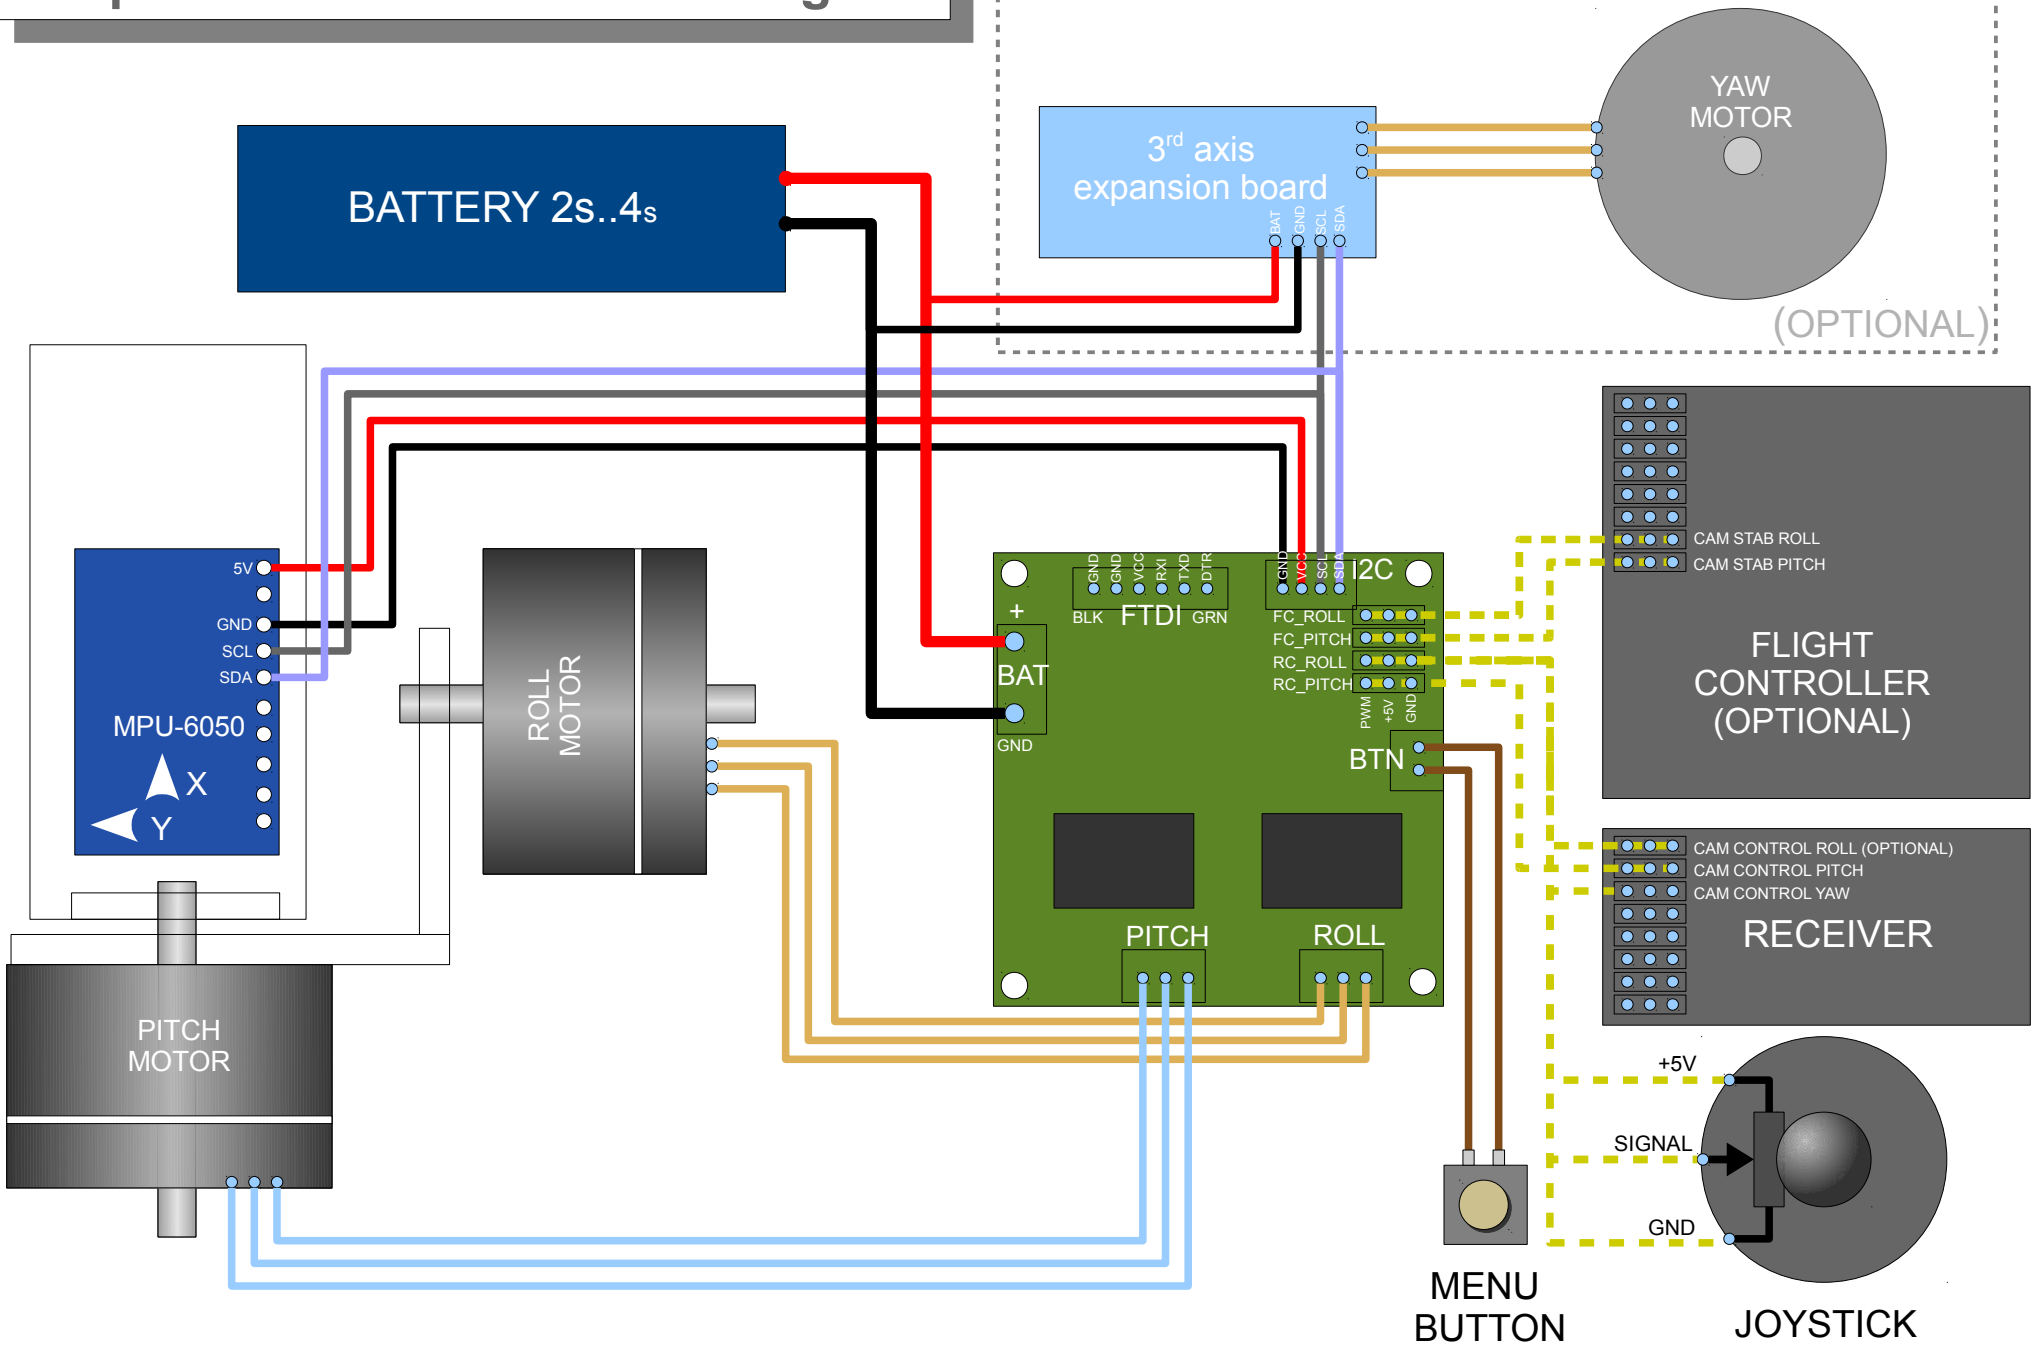 YAW
MOTOR
3rd axis
expansion board
BAT
GND
SCL
SDA
(OPTIONAL)
BATTERY 2s..4s
5V
GND
SCL
SDA
MPU-6050
X
Y
ROLL
MOTOR
PITCH
MOTOR
GND
GND
VCC
RXI
TXD
DTR
BLK
FTDI
GRN
GND
VCC
SCL
SDA
I2C
+
BAT
GND
FC_ROLL
FC_PITCH
RC_ROLL
RC_PITCH
PWM
+5V
GND
BTN
PITCH
ROLL
CAM STAB ROLL
CAM STAB PITCH
FLIGHT
CONTROLLER
(OPTIONAL)
CAM CONTROL ROLL (OPTIONAL)
CAM CONTROL PITCH
CAM CONTROL YAW
RECEIVER
+5V
SIGNAL
GND
MENU
BUTTON
JOYSTICK